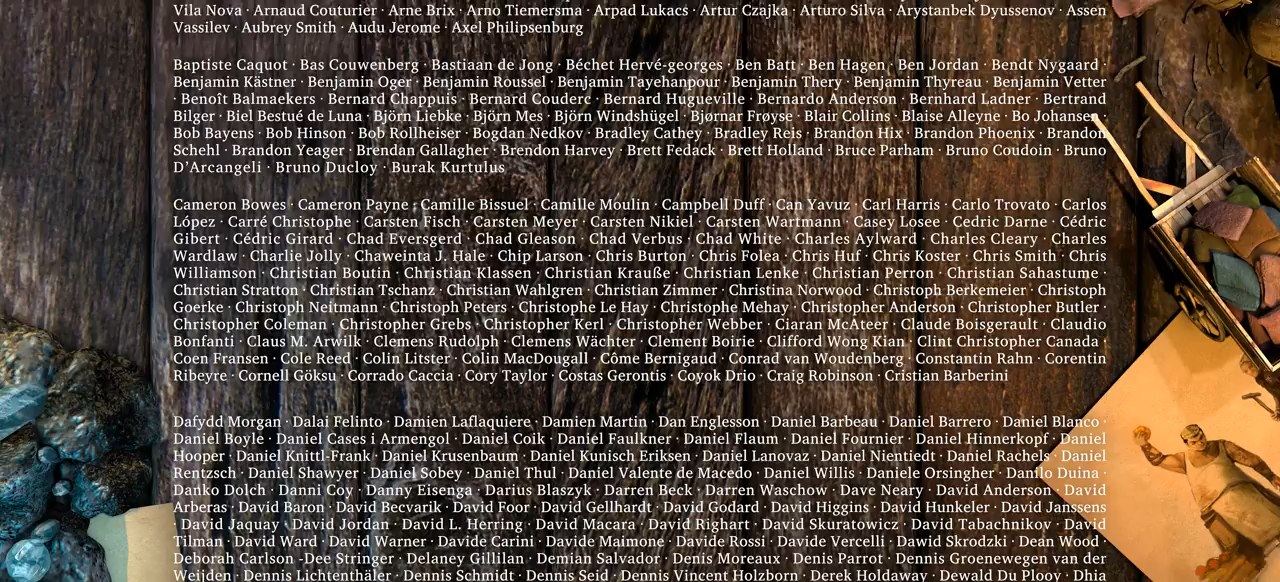 Vila Nova · Arnaud Couturier · Arne Brix · Arno Tiemersma · Arpad Lukacs · Artur Czajka · Arturo Silva · Arystanbek Dyussenov · Assen
Vassilev · Aubrey Smith · Audu Jerome · Axel Philipsenburg
Baptiste Caquot · Bas Couwenberg · Bastiaan de Jong · Béchet Hervé-georges · Ben Batt · Ben Hagen · Ben Jordan · Bendt Nygaard ·
Benjamin Kästner · Benjamin Oger · Benjamin Roussel · Benjamin Tayehanpour · Benjamin Thery · Benjamin Thyreau · Benjamin Vetter
· Benoît Balmaekers · Bernard Chappuis · Bernard Couderc · Bernard Hugueville · Bernardo Anderson · Bernhard Ladner · Bertrand
Bilger · Biel Bestué de Luna · Björn Liebke · Björn Mes · Björn Windshügel · Bjørnar Frøyse · Blair Collins · Blaise Alleyne · Bo Johansen ·
Bob Bayens · Bob Hinson · Bob Rollheiser · Bogdan Nedkov · Bradley Cathey · Bradley Reis · Brandon Hix · Brandon Phoenix · Brandon
Schehl · Brandon Yeager · Brendan Gallagher · Brendon Harvey · Brett Fedack · Brett Holland · Bruce Parham · Bruno Coudoin · Bruno
D'Arcangeli · Bruno Ducloy · Burak Kurtulus
Cameron Bowes · Cameron Payne · Camille Bissuel · Camille Moulin · Campbell Duff · Can Yavuz · Carl Harris · Carlo Trovato · Carlos
López · Carré Christophe · Carsten Fisch · Carsten Meyer · Carsten Nikiel · Carsten Wartmann · Casey Losee · Cedric Darne · Cédric
Gibert · Cédric Girard · Chad Eversgerd · Chad Gleason · Chad Verbus · Chad White · Charles Aylward · Charles Cleary · Charles
Wardlaw · Charlie Jolly · Chaweinta J. Hale · Chip Larson · Chris Burton · Chris Folea · Chris Huf · Chris Koster · Chris Smith · Chris
Williamson · Christian Boutin · Christian Klassen · Christian Krauße · Christian Lenke · Christian Perron · Christian Sahastume ·
Christian Stratton · Christian Tschanz · Christian Wahlgren · Christian Zimmer · Christina Norwood · Christoph Berkemeier · Christoph
Goerke · Christoph Neitmann · Christoph Peters · Christophe Le Hay · Christophe Mehay · Christopher Anderson · Christopher Butler ·
Christopher Coleman · Christopher Grebs · Christopher Kerl · Christopher Webber · Ciaran McAteer · Claude Boisgerault · Claudio
Bonfanti · Claus M. Arwilk · Clemens Rudolph · Clemens Wächter · Clement Boirie · Clifford Wong Kian · Clint Christopher Canada ·
Coen Fransen · Cole Reed · Colin Litster · Colin MacDougall · Côme Bernigaud · Conrad van Woudenberg · Constantin Rahn · Corentin
Ribeyre · Cornell Göksu · Corrado Caccia · Cory Taylor · Costas Gerontis · Coyok Drio · Craig Robinson · Cristian Barberini
Dafydd Morgan · Dalai Felinto · Damien Laflaquiere · Damien Martin · Dan Englesson · Daniel Barbeau · Daniel Barrero · Daniel Blanco ·
Daniel Boyle · Daniel Cases i Armengol · Daniel Coik · Daniel Faulkner · Daniel Flaum · Daniel Fournier · Daniel Hinnerkopf · Daniel
Hooper · Daniel Knittl-Frank · Daniel Krusenbaum · Daniel Kunisch Eriksen · Daniel Lanovaz · Daniel Nientiedt · Daniel Rachels · Daniel
Rentzsch · Daniel Shawyer · Daniel Sobey · Daniel Thul · Daniel Valente de Macedo · Daniel Willis · Daniele Orsingher · Danilo Duina ·
Danko Dolch · Danni Coy · Danny Eisenga · Darius Blaszyk · Darren Beck · Darren Waschow · Dave Neary · David Anderson · David
Arberas · David Baron · David Becvarik · David Foor · David Gellhardt · David Godard · David Higgins · David Hunkeler · David Janssens
· David Jaquay · David Jordan · David L. Herring · David Macara · David Righart · David Skuratowicz · David Tabachnikov · David
Tilman · David Ward · David Warner · Davide Carini · Davide Maimone · Davide Rossi · Davide Vercelli · Dawid Skrodzki · Dean Wood ·
Deborah Carlson -Dee Stringer · Delaney Gillilan · Demian Salvador · Denis Moreaux · Denis Parrot · Dennis Groenewegen van der
Weijden · Dennis Lichtenthäler · Dennis Schmidt · Dennis Seid · Dennis Vincent Holzborn · Derek Holdaway · Dewald Du Plooy · Dhir